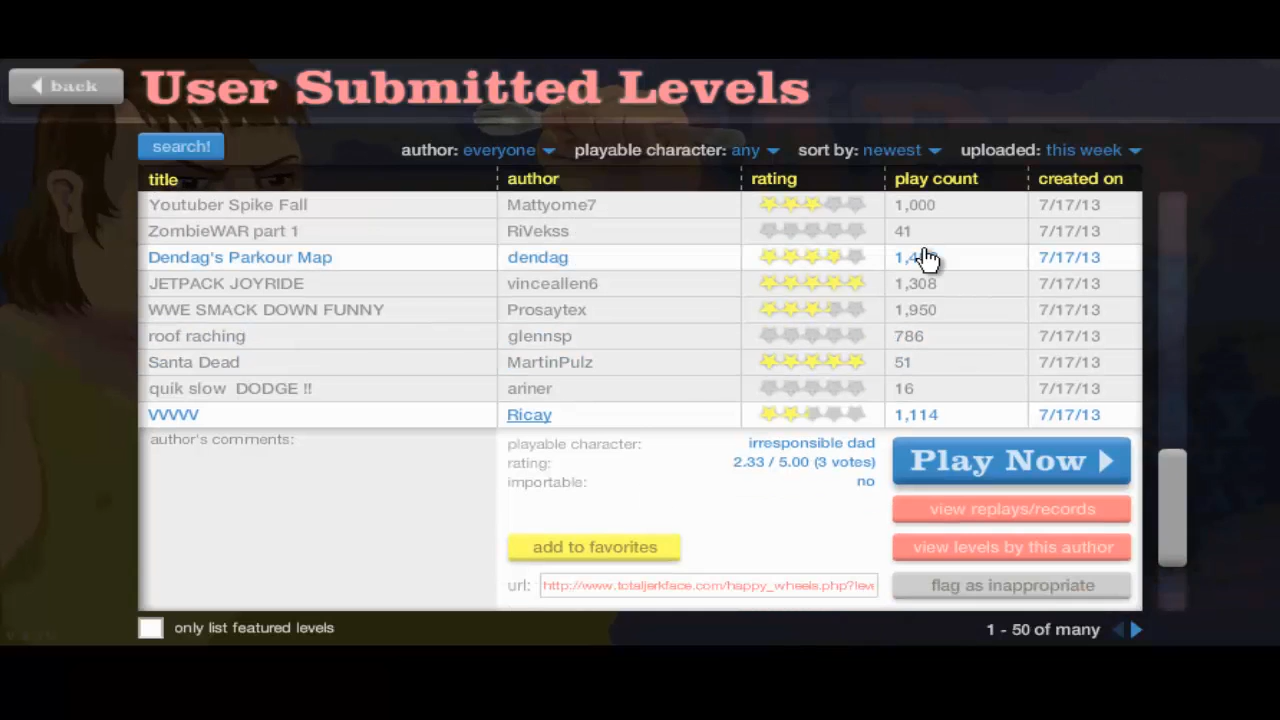 back
User Submitted Levels
search!
author: everyone playable character: any sort by: newest uploaded: this week
title author rating play count created on
Youtuber Spike Fall Mattyome7 1,000 7/17/13
ZombieWAR part 1 RiVekss 41 7/17/13
Dendag's Parkour Map dendag 7/17/13
JETPACK JOYRIDE vinceallen6 1,308 7/17/13
WWE SMACK DOWN FUNNY Prosaytex 1,950 7/17/13
roof raching glennsp 786 7/17/13
Santa Dead MartinPulz 51 7/17/13
quik slow DODGE !! ariner 16 7/17/13
VVVVV Ricay 1,114 7/17/13
author's comments:
playable character: irresponsible dad
rating: 2.33 / 5.00 (3 votes)
importable: no
Play Now
view replays/records
add to favorites
view levels by this author
url: http://www.totaljerkface.com/happy_wheels.php?leve
flag as inappropriate
only list featured levels
1 - 50 of many